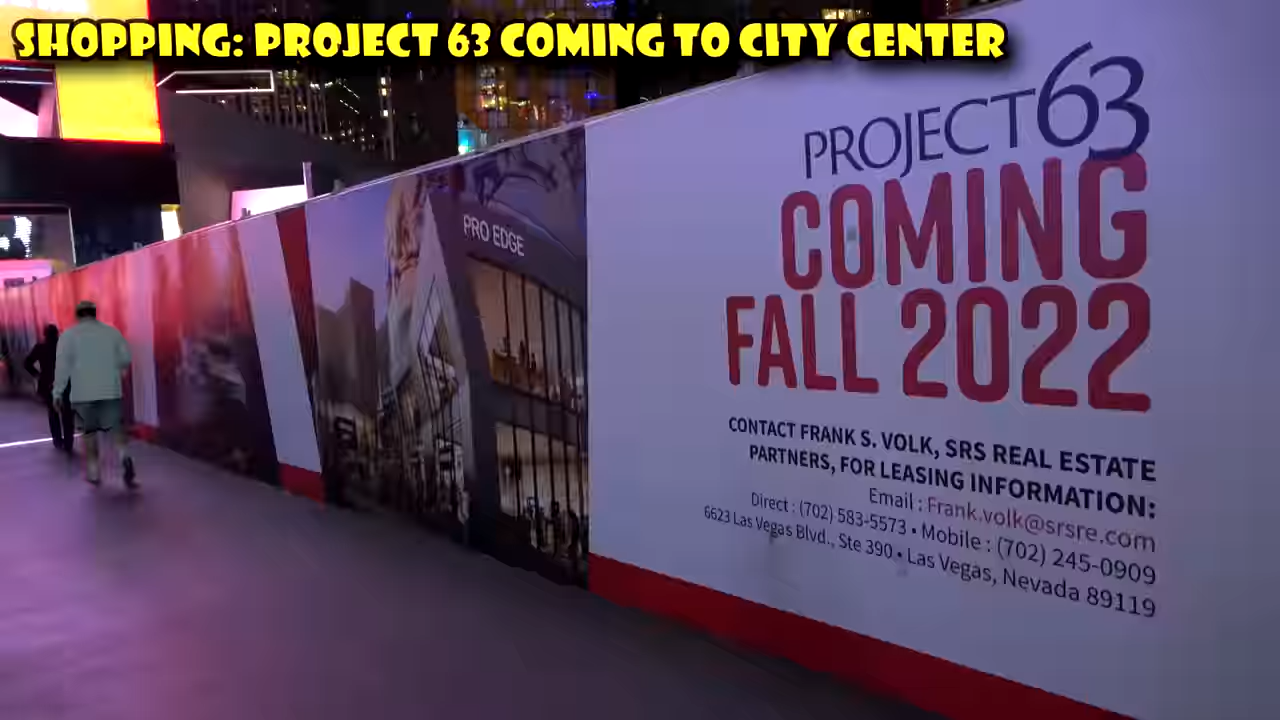 SHOPPING: PROJECT 63 COMING TO CITY CENTER
PROJECT63
COMING
FALL 2022
PRO EDGE
CONTACT FRANK S. VOLK, SRS REAL ESTATE
PARTNERS, FOR LEASING INFORMATION:
Email : Frank.volk@srsre.com
Direct : (702) 583-5573 • Mobile : (702) 245-0909
6623 Las Vegas Blvd., Ste 390 • Las Vegas, Nevada 89119